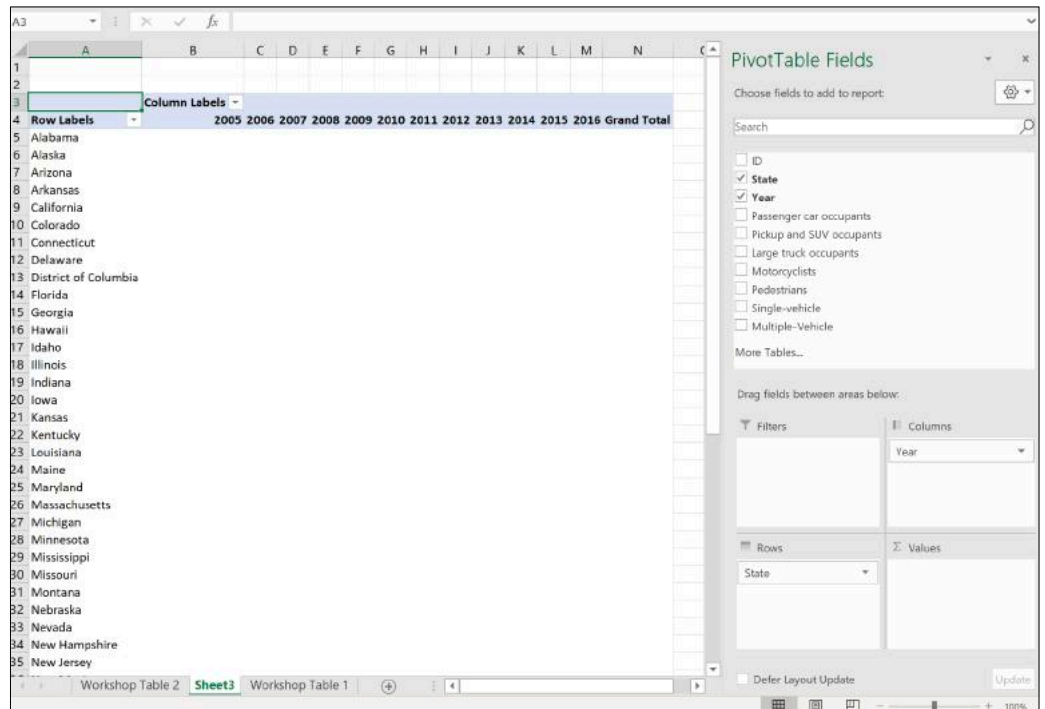 A3 fx
A B C D E F G H I J K L M N
1
2
3 Column Labels
4 Row Labels 2005 2006 2007 2008 2009 2010 2011 2012 2013 2014 2015 2016 Grand Total
5 Alabama
6 Alaska
7 Arizona
8 Arkansas
9 California
10 Colorado
11 Connecticut
12 Delaware
13 District of Columbia
14 Florida
15 Georgia
16 Hawaii
17 Idaho
18 Illinois
19 Indiana
20 Iowa
21 Kansas
22 Kentucky
23 Louisiana
24 Maine
25 Maryland
26 Massachusetts
27 Michigan
28 Minnesota
29 Mississippi
30 Missouri
31 Montana
32 Nebraska
33 Nevada
34 New Hampshire
35 New Jersey
Workshop Table 2 Sheet3 Workshop Table 1
PivotTable Fields
Choose fields to add to report:
Search
ID
State
Year
Passenger car occupants
Pickup and SUV occupants
Large truck occupants
Motorcyclists
Pedestrians
Single-vehicle
Multiple-Vehicle
More Tables...
Drag fields between areas below:
Filters
Columns
Year
Rows
State
Σ Values
Defer Layout Update
Update
100%